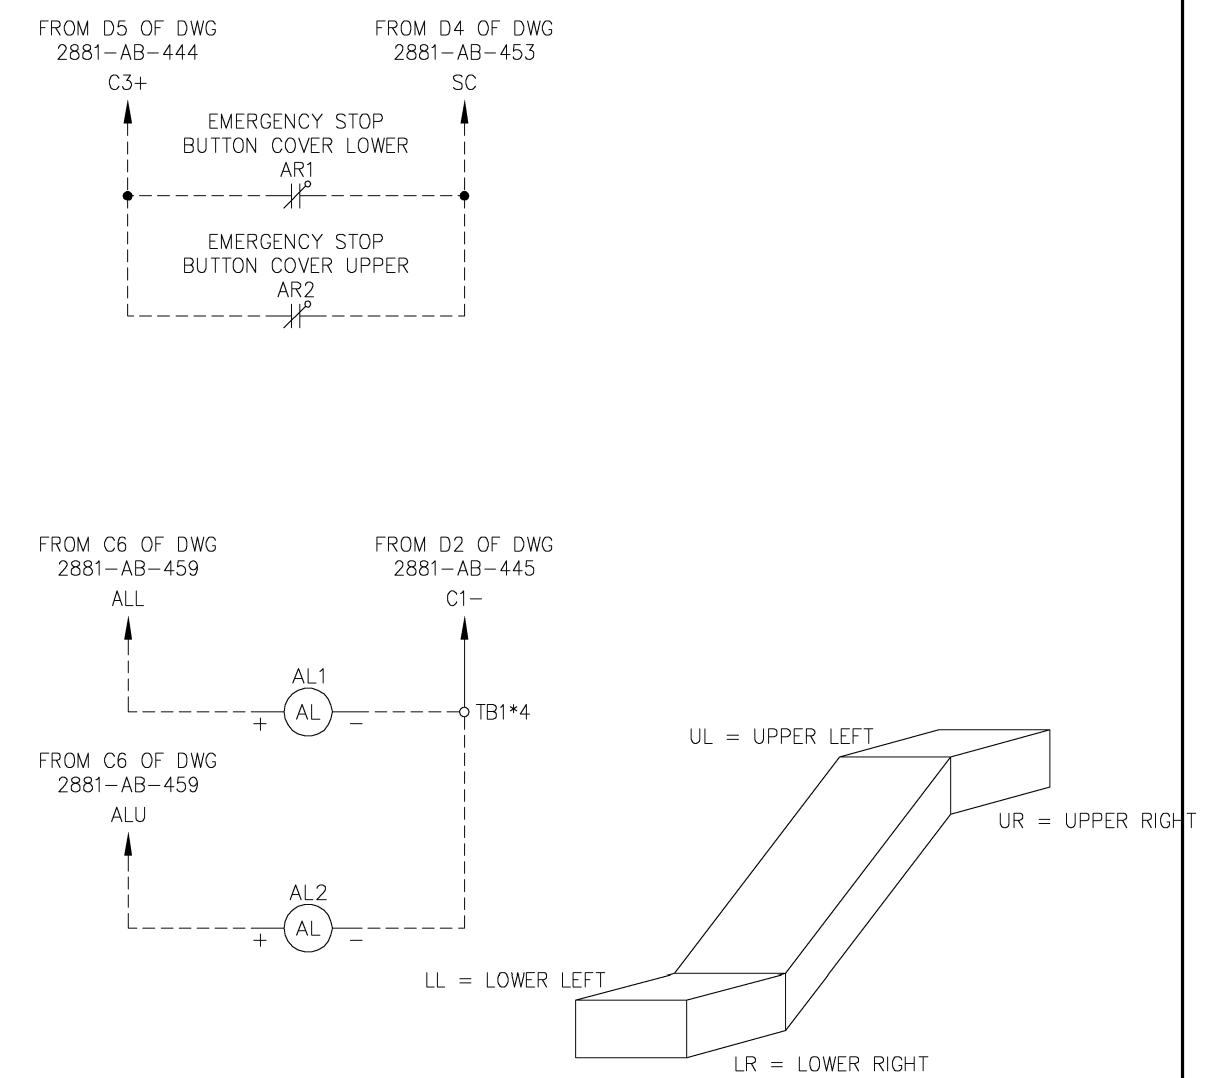 FROM D5 OF DWG
2881-AB-444
C3+
FROM D4 OF DWG
2881-AB-453
SC
EMERGENCY STOP
BUTTON COVER LOWER
AR1
EMERGENCY STOP
BUTTON COVER UPPER
AR2
FROM C6 OF DWG
2881-AB-459
ALL
FROM D2 OF DWG
2881-AB-445
C1-
AL1
+ AL -
TB1*4
FROM C6 OF DWG
2881-AB-459
ALU
AL2
+ AL -
UL = UPPER LEFT
UR = UPPER RIGHT
LL = LOWER LEFT
LR = LOWER RIGHT